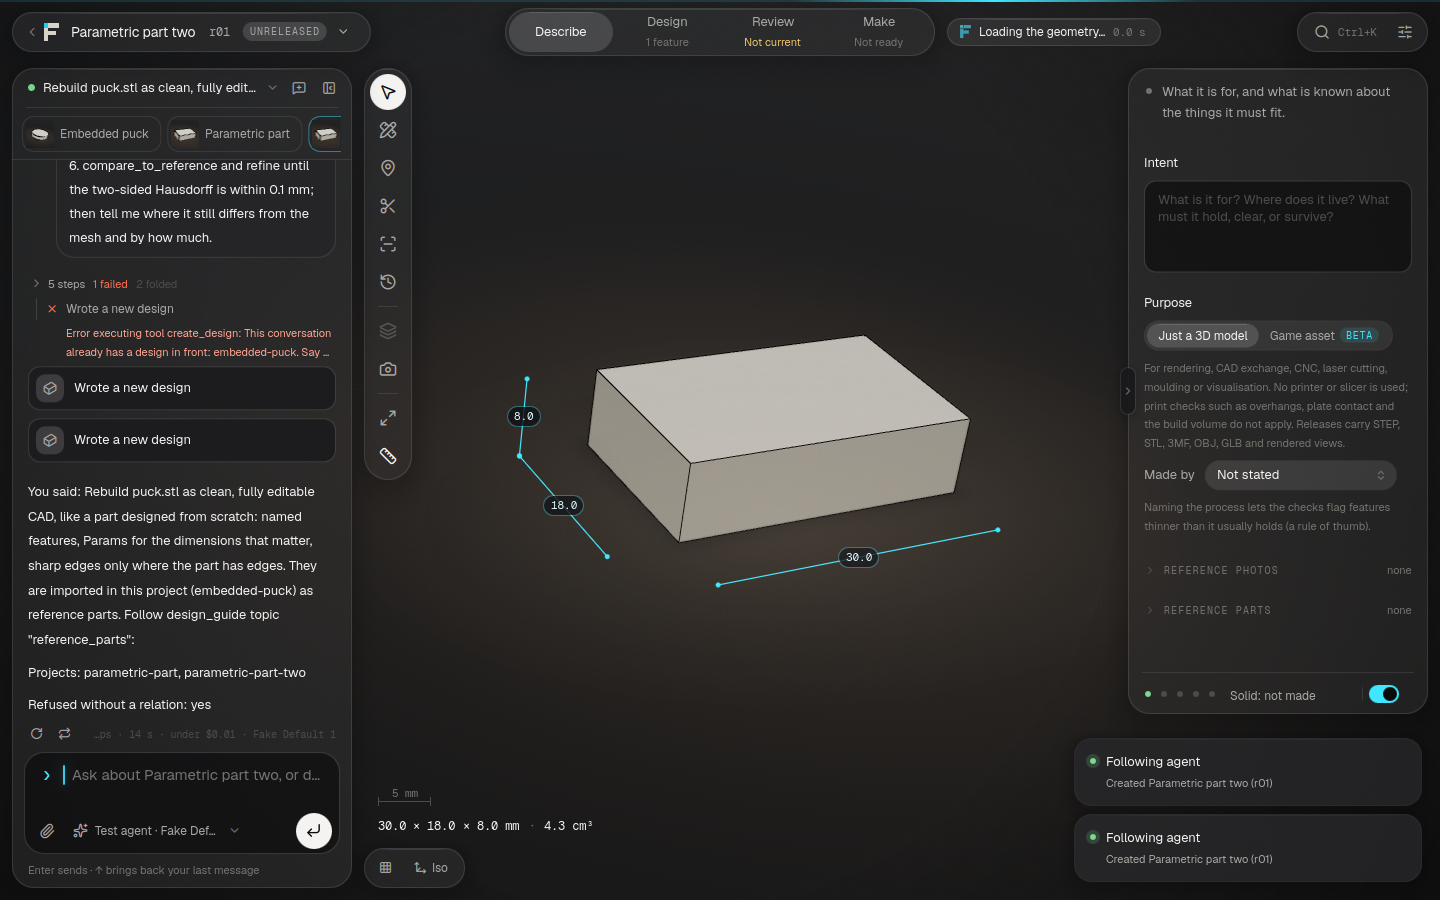 Parametric part two r01 UNRELEASED
Describe
Design
1 feature
Review
Not current
Make
Not ready
Loading the geometry... 0.0 s
Ctrl+K
Rebuild puck.stl as clean, fully edit...
Embedded puck
Parametric part
6. compare_to_reference and refine until
the two-sided Hausdorff is within 0.1 mm;
then tell me where it still differs from the
mesh and by how much.
5 steps 1 failed 2 folded
Wrote a new design
Error executing tool create_design: This conversation
already has a design in front: embedded-puck. Say ...
Wrote a new design
Wrote a new design
You said: Rebuild puck.stl as clean, fully editable
CAD, like a part designed from scratch: named
features, Params for the dimensions that matter,
sharp edges only where the part has edges. They
are imported in this project (embedded-puck) as
reference parts. Follow design_guide topic
"reference_parts":
Projects: parametric-part, parametric-part-two
Refused without a relation: yes
...ps · 14 s · under $0.01 · Fake Default 1
Ask about Parametric part two, or d...
Test agent · Fake Def...
Enter sends · ↑ brings back your last message
8.0
18.0
30.0
5 mm
30.0 × 18.0 × 8.0 mm · 4.3 cm³
Iso
What it is for, and what is known about
the things it must fit.
Intent
What is it for? Where does it live? What
must it hold, clear, or survive?
Purpose
Just a 3D model Game asset BETA
For rendering, CAD exchange, CNC, laser cutting,
moulding or visualisation. No printer or slicer is used;
print checks such as overhangs, plate contact and
the build volume do not apply. Releases carry STEP,
STL, 3MF, OBJ, GLB and rendered views.
Made by Not stated
Naming the process lets the checks flag features
thinner than it usually holds (a rule of thumb).
REFERENCE PHOTOS none
REFERENCE PARTS none
Solid: not made
Following agent
Created Parametric part two (r01)
Following agent
Created Parametric part two (r01)